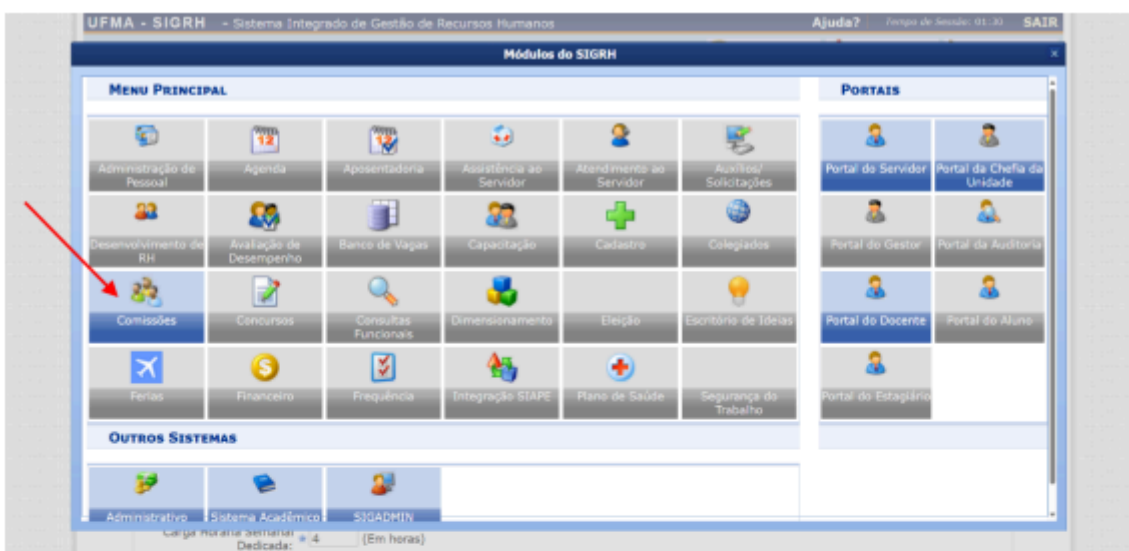 UFMA - SIGRH - Sistema Integrado de Gestão de Recursos Humanos
Ajuda? Tempo de Sessão: 01:30 SAIR
Módulos do SIGRH
MENU PRINCIPAL
Administração de Pessoal
Agenda
Aposentadoria
Assistência ao Servidor
Atendimento ao Servidor
Auxílios/ Solicitações
Desenvolvimento de RH
Avaliação de Desempenho
Banco de Vagas
Capacitação
Cadastro
Colegiados
Comissões
Concursos
Consultas Funcionais
Dimensionamento
Eleição
Escritório de Ideias
Ferias
Financeiro
Frequência
Integração SIAPE
Plano de Saúde
Segurança do Trabalho
PORTAIS
Portal do Servidor
Portal da Chefia da Unidade
Portal do Gestor
Portal da Auditoria
Portal do Docente
Portal do Aluno
Portal do Estagiário
OUTROS SISTEMAS
Administrativo
Sistema Acadêmico
SIGADMIN
Carga Horária Semanal Dedicada: 4 (Em horas)